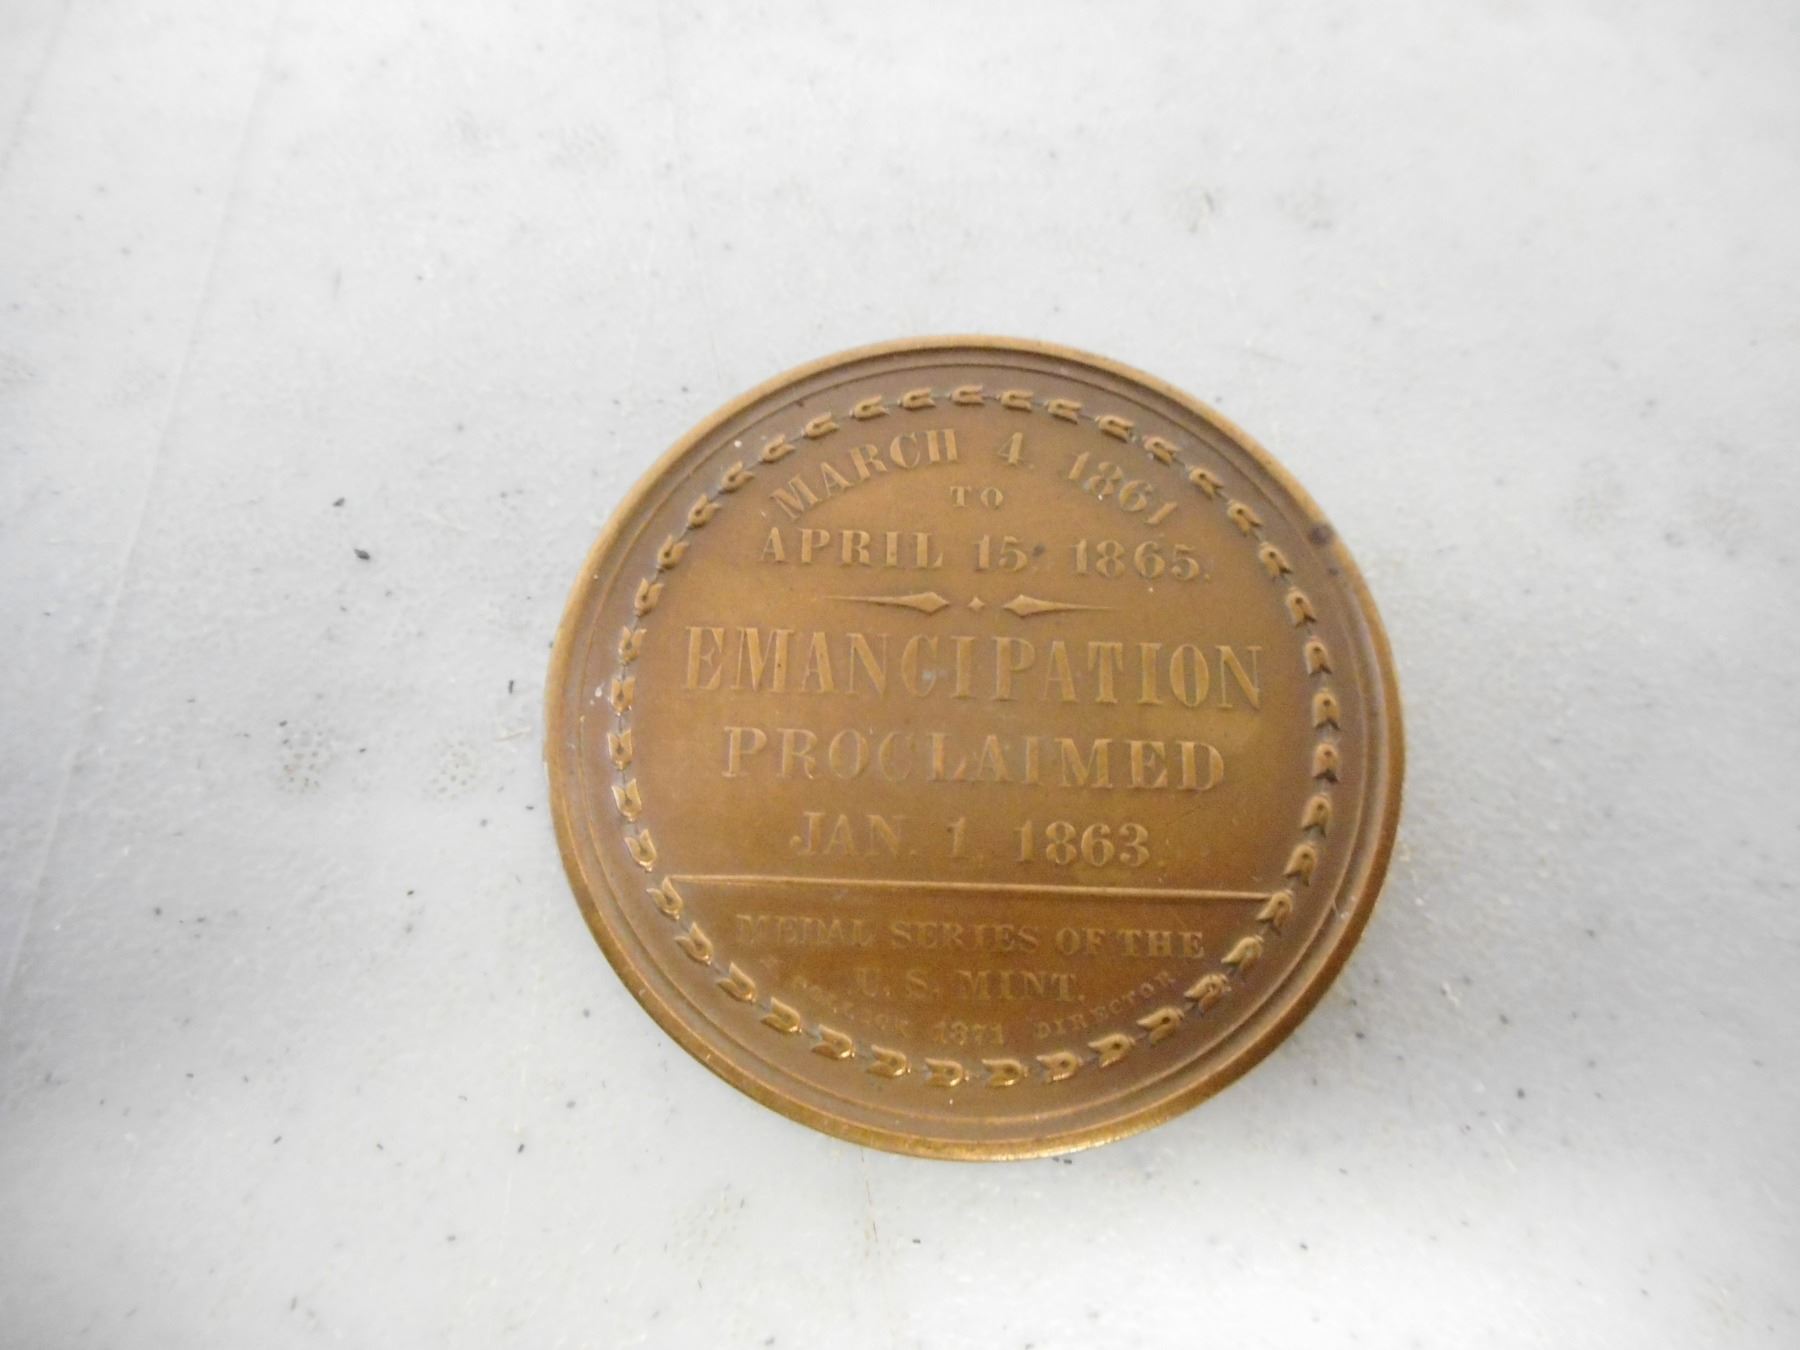 MARCH 4. 1861
TO
APRIL 15. 1865.
EMANCIPATION
PROCLAIMED
JAN. 1. 1863.
MEDAL SERIES OF THE
U. S. MINT.
POLLOCK 1871 DIRECTOR